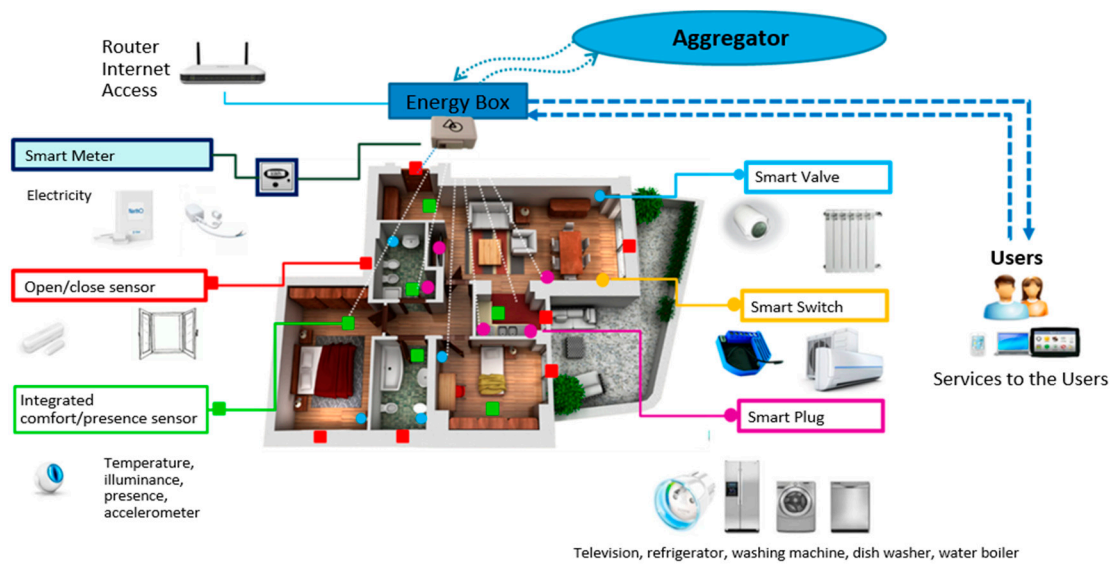 Router
Internet
Access
Aggregator
Energy Box
Smart Meter
Electricity
Smart Valve
Open/close sensor
Smart Switch
Users
Services to the Users
Integrated
comfort/presence sensor
Smart Plug
Temperature,
illuminance,
presence,
accelerometer
Television, refrigerator, washing machine, dish washer, water boiler